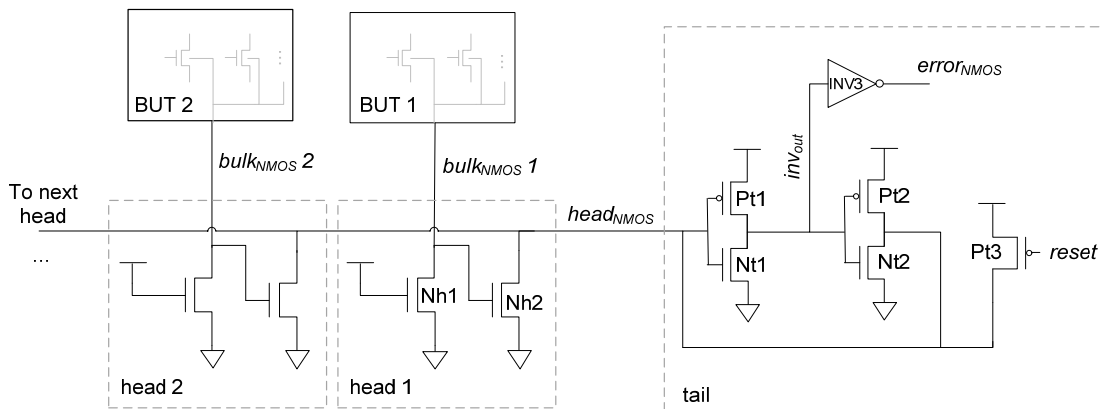 BUT 2
BUT 1
INV3
error_NMOS
bulk_NMOS 2
bulk_NMOS 1
inv_out
To next
head
...
head_NMOS
Pt1
Pt2
Nt1
Nt2
Pt3
reset
Nh1
Nh2
head 2
head 1
tail